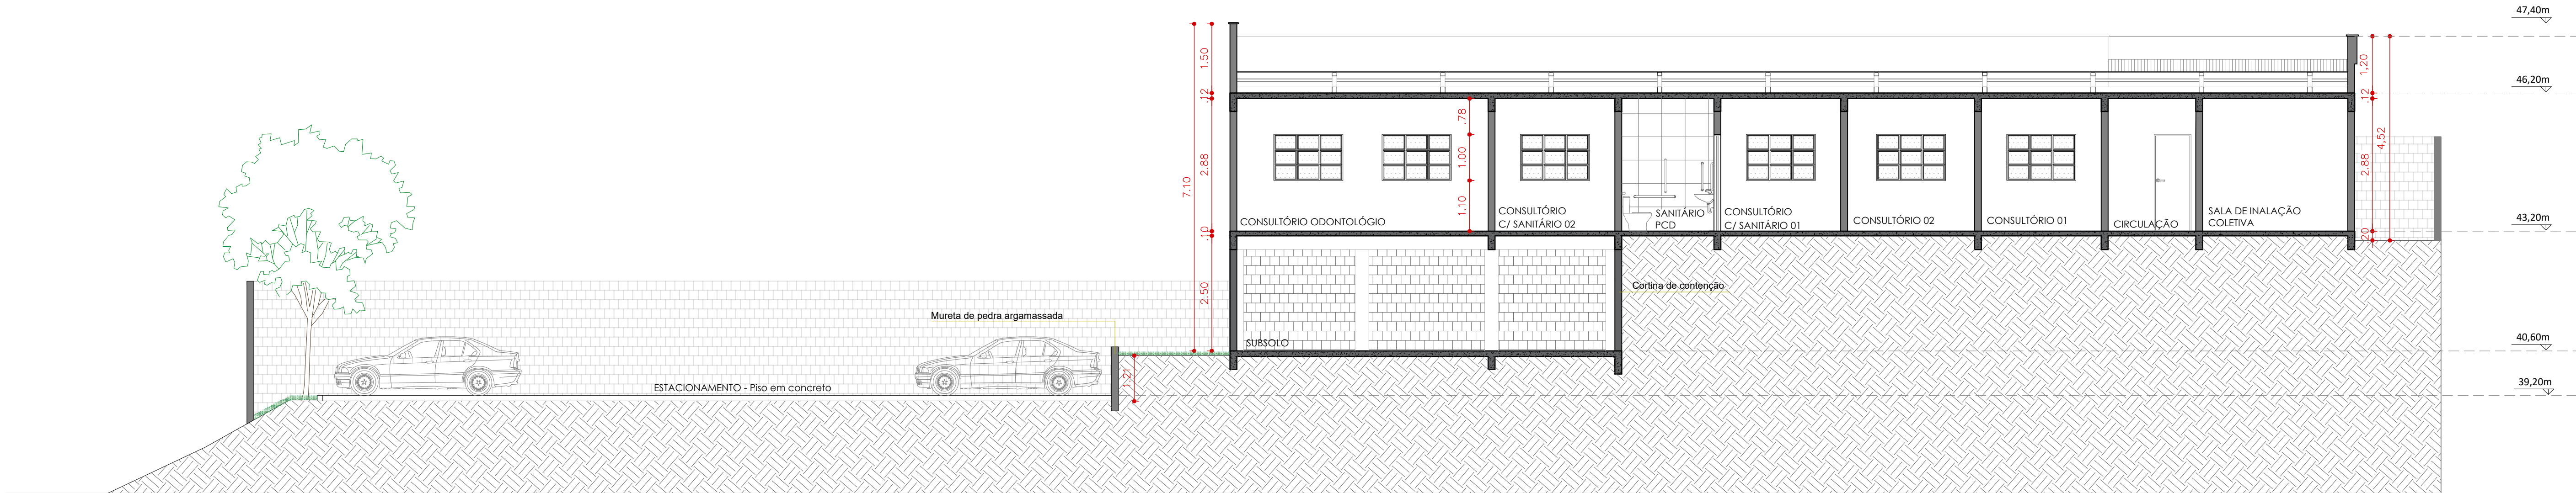 47,40m
1.50
1,20
46,20m
.12
.12
.78
4,52
7.10
2.88
1.00
2.88
1.10
CONSULTÓRIO ODONTOLÓGIO
CONSULTÓRIO
C/ SANITÁRIO 02
SANITÁRIO
PCD
CONSULTÓRIO
C/ SANITÁRIO 01
CONSULTÓRIO 02
CONSULTÓRIO 01
CIRCULAÇÃO
SALA DE INALAÇÃO
COLETIVA
43,20m
.10
.20
2.50
Cortina de contenção
Mureta de pedra argamassada
SUBSOLO
40,60m
1.21
ESTACIONAMENTO - Piso em concreto
39,20m